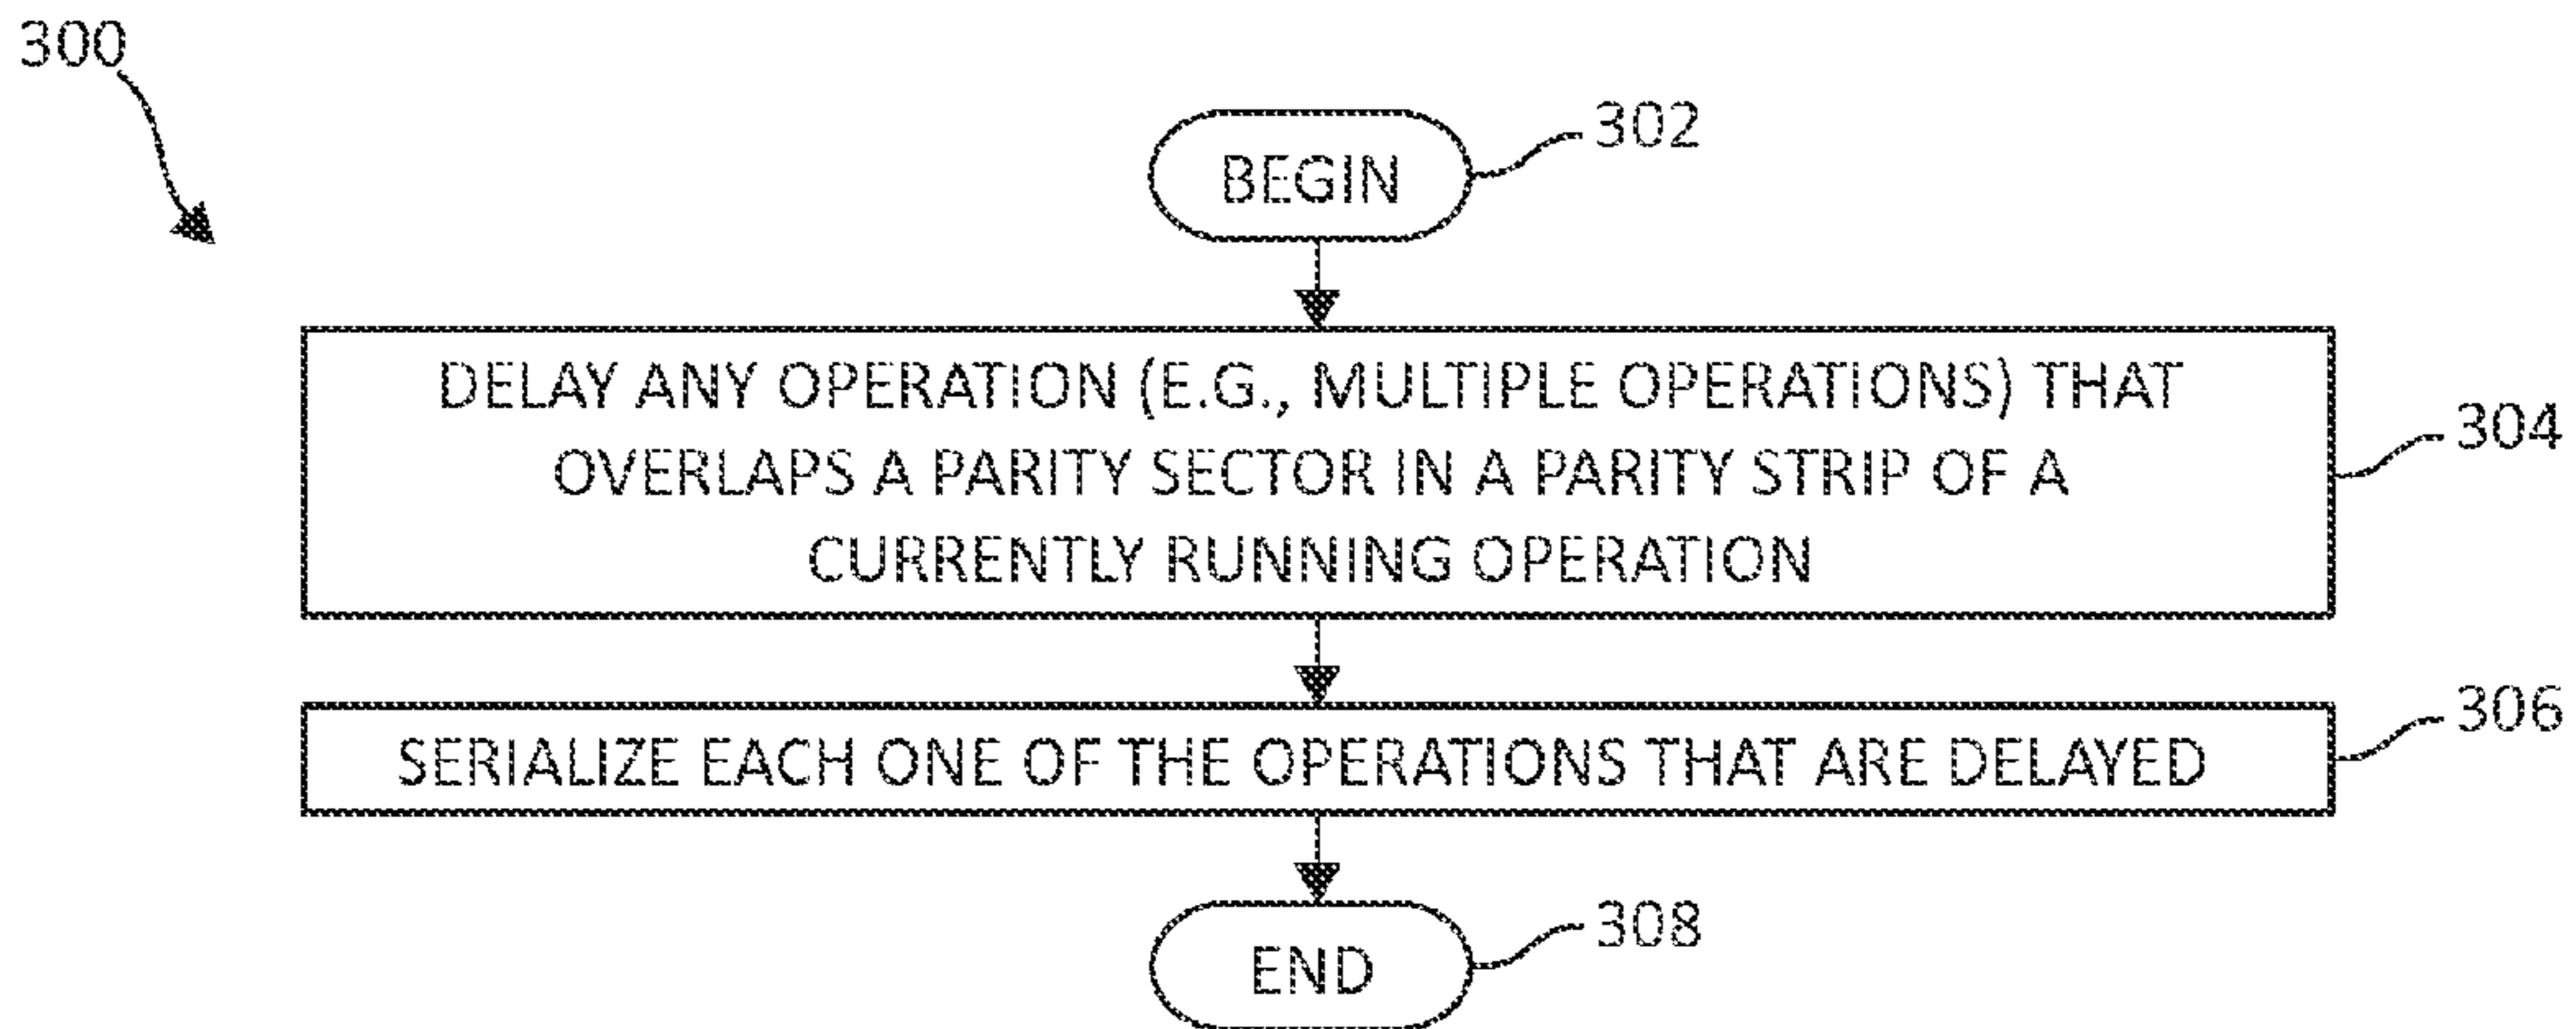 300
302
BEGIN
DELAY ANY OPERATION (E.G., MULTIPLE OPERATIONS) THAT
OVERLAPS A PARITY SECTOR IN A PARITY STRIP OF A
CURRENTLY RUNNING OPERATION
304
SERIALIZE EACH ONE OF THE OPERATIONS THAT ARE DELAYED
306
END
308